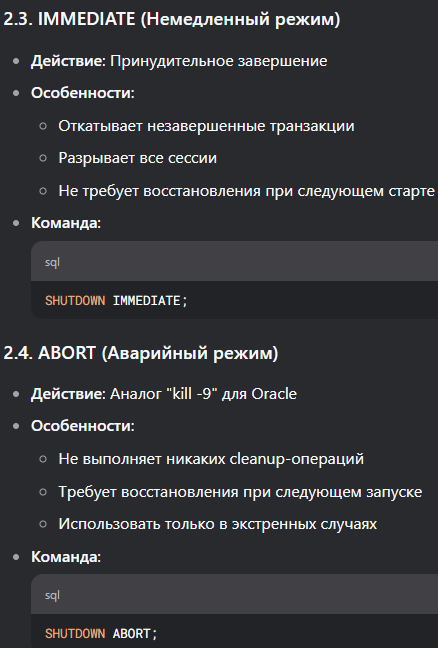 2.3. IMMEDIATE (Немедленный режим)
Действие: Принудительное завершение
Особенности:
Откатывает незавершенные транзакции
Разрывает все сессии
Не требует восстановления при следующем старте
Команда:
sql
SHUTDOWN IMMEDIATE;
2.4. ABORT (Аварийный режим)
Действие: Аналог "kill -9" для Oracle
Особенности:
Не выполняет никаких cleanup-операций
Требует восстановления при следующем запуске
Использовать только в экстренных случаях
Команда:
sql
SHUTDOWN ABORT;